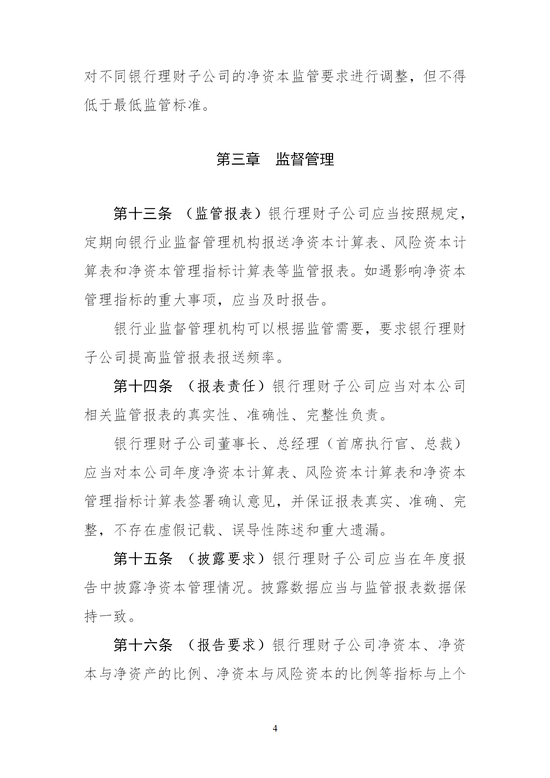 对不同银行理财子公司的净资本监管要求进行调整，但不得
低于最低监管标准。
第三章　监督管理
第十三条 （监管报表）银行理财子公司应当按照规定，
定期向银行业监督管理机构报送净资本计算表、风险资本计
算表和净资本管理指标计算表等监管报表。如遇影响净资本
管理指标的重大事项，应当及时报告。
银行业监督管理机构可以根据监管需要，要求银行理财
子公司提高监管报表报送频率。
第十四条 （报表责任）银行理财子公司应当对本公司
相关监管报表的真实性、准确性、完整性负责。
银行理财子公司董事长、总经理（首席执行官、总裁）
应当对本公司年度净资本计算表、风险资本计算表和净资本
管理指标计算表签署确认意见，并保证报表真实、准确、完
整，不存在虚假记载、误导性陈述和重大遗漏。
第十五条 （披露要求）银行理财子公司应当在年度报
告中披露净资本管理情况。披露数据应当与监管报表数据保
持一致。
第十六条 （报告要求）银行理财子公司净资本、净资
本与净资产的比例、净资本与风险资本的比例等指标与上个
4